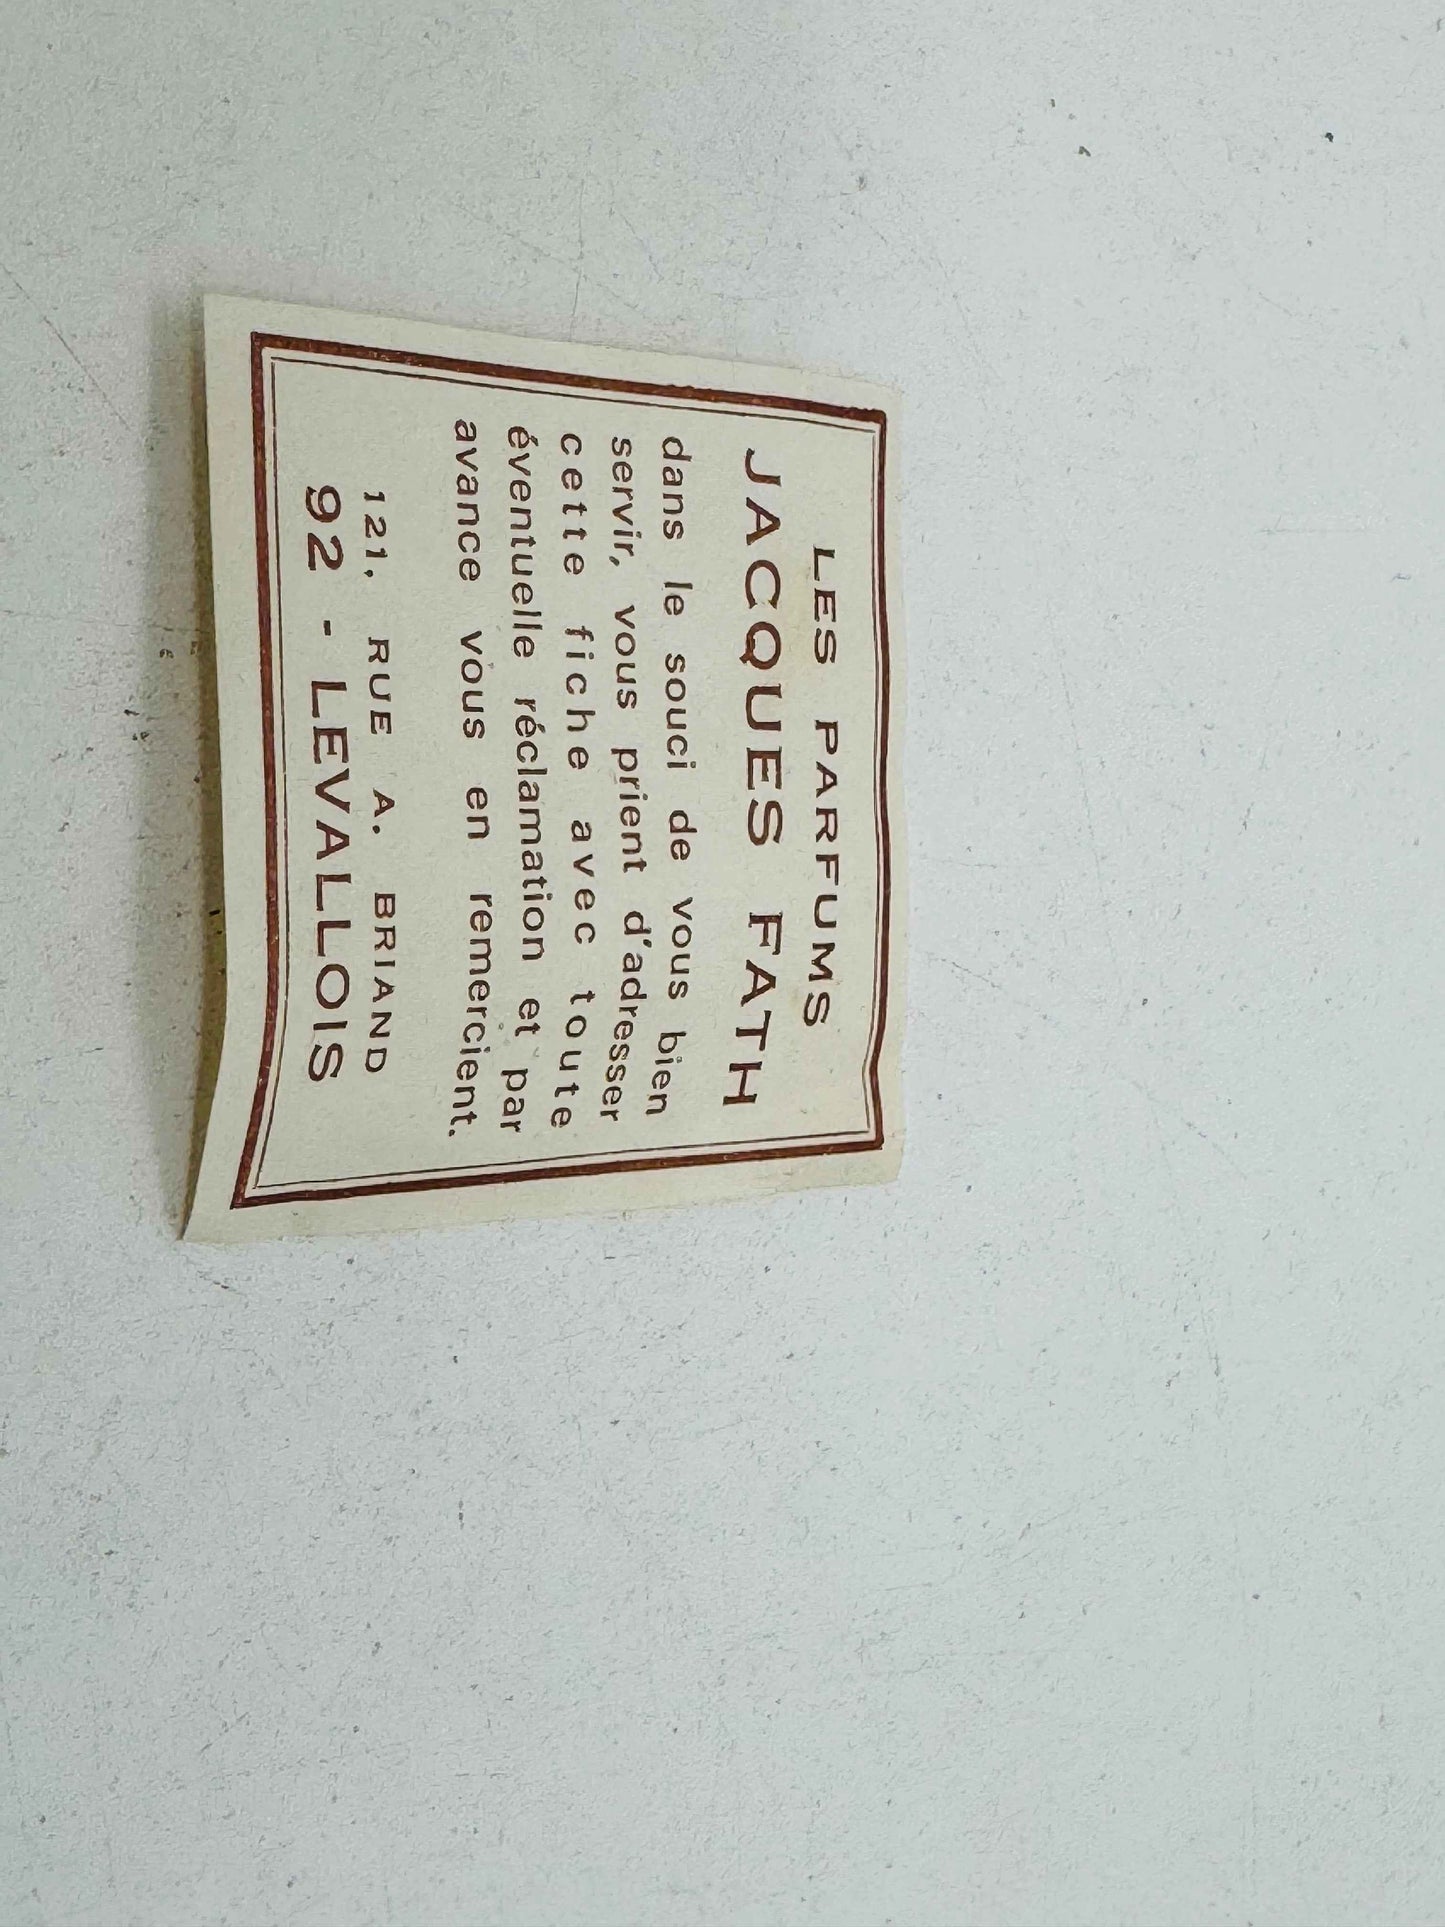 LES PARFUMS
JACQUES FATH
dans le souci de vous bien
servir, vous prient d'adresser
cette fiche avec toute
éventuelle réclamation et par
avance vous en remercient.
121, RUE A. BRIAND
92 - LEVALLOIS